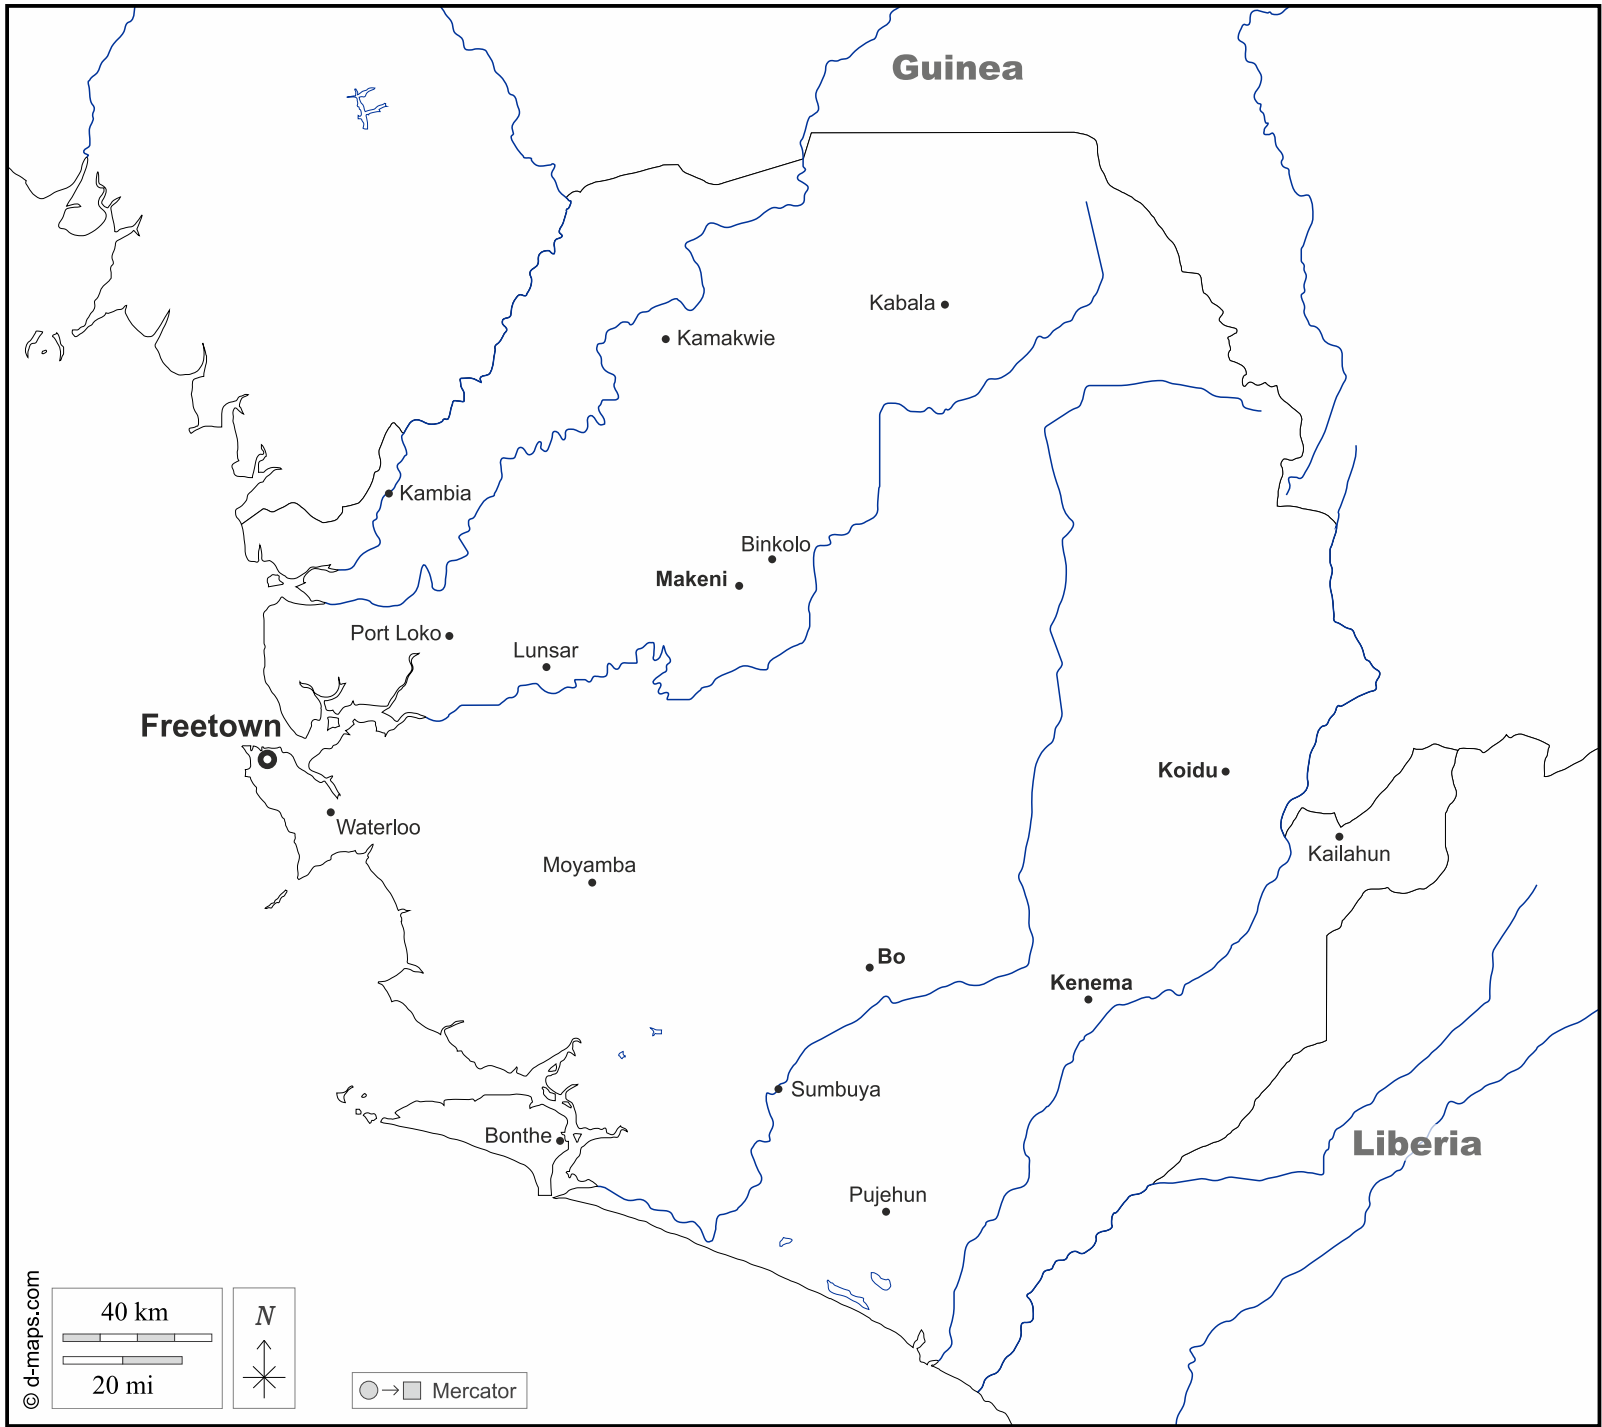 Guinea
Kabala
Kamakwie
Kambia
Binkolo
Makeni
Port Loko
Lunsar
Freetown
Koidu
Waterloo
Kailahun
Moyamba
Bo
Kenema
Sumbuya
Bonthe
Liberia
Pujehun
© d-maps.com
40 km
20 mi
N
Mercator